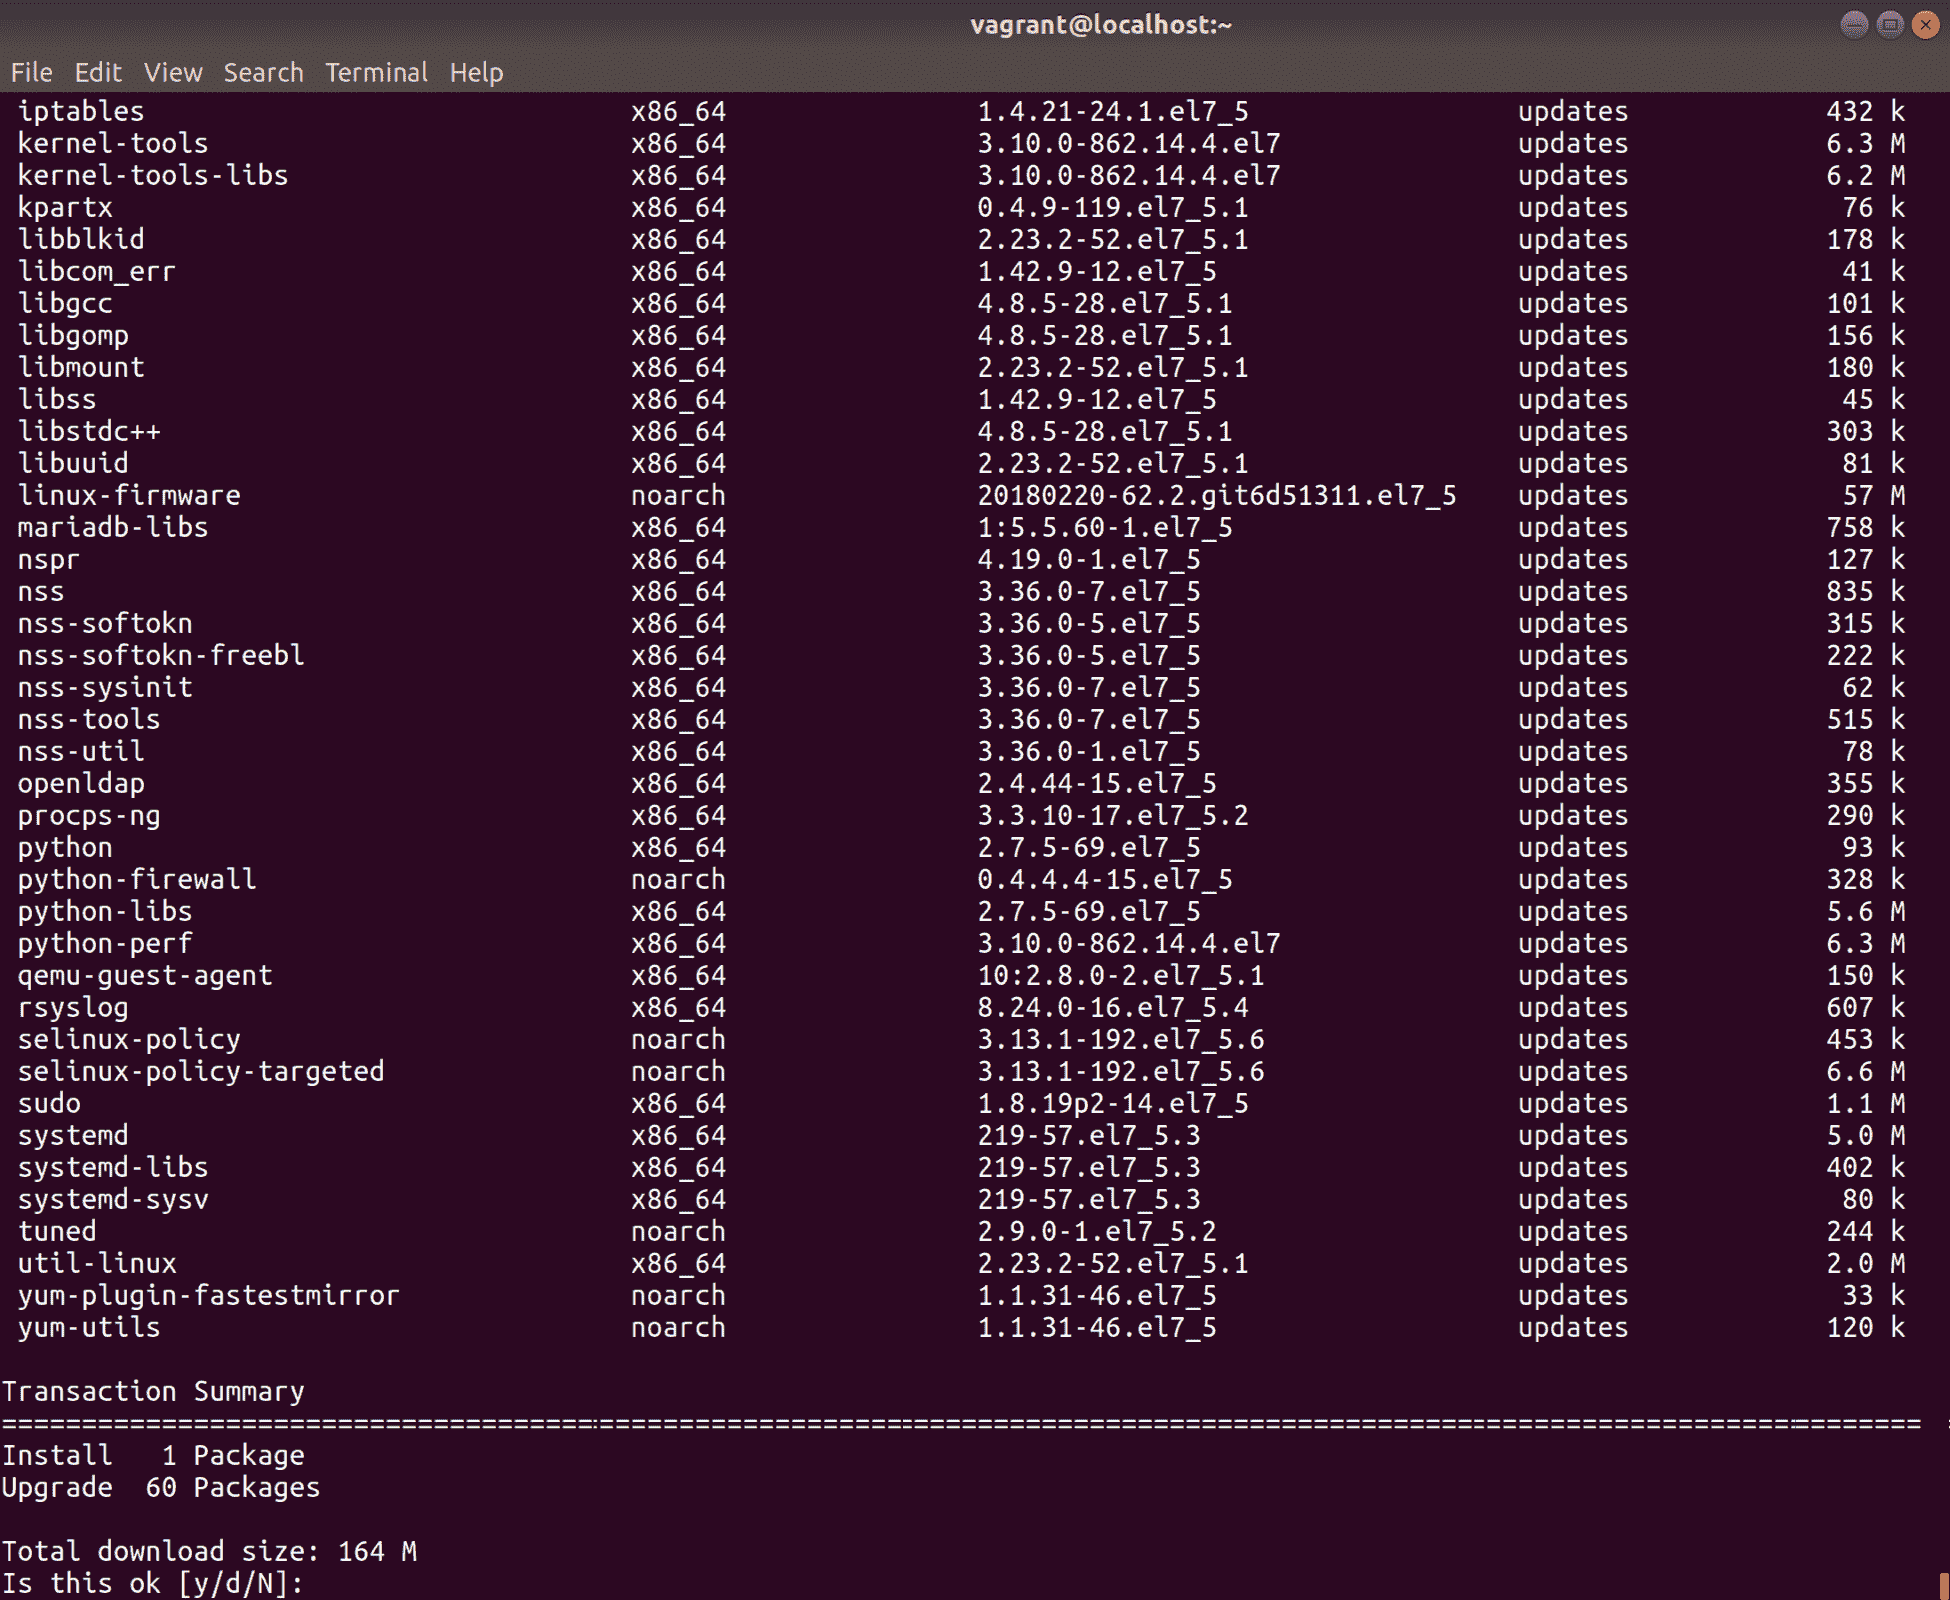 vagrant@localhost:~
File Edit View Search Terminal Help
iptables x86_64 1.4.21-24.1.el7_5 updates 432 k
kernel-tools x86_64 3.10.0-862.14.4.el7 updates 6.3 M
kernel-tools-libs x86_64 3.10.0-862.14.4.el7 updates 6.2 M
kpartx x86_64 0.4.9-119.el7_5.1 updates 76 k
libblkid x86_64 2.23.2-52.el7_5.1 updates 178 k
libcom_err x86_64 1.42.9-12.el7_5 updates 41 k
libgcc x86_64 4.8.5-28.el7_5.1 updates 101 k
libgomp x86_64 4.8.5-28.el7_5.1 updates 156 k
libmount x86_64 2.23.2-52.el7_5.1 updates 180 k
libss x86_64 1.42.9-12.el7_5 updates 45 k
libstdc++ x86_64 4.8.5-28.el7_5.1 updates 303 k
libuuid x86_64 2.23.2-52.el7_5.1 updates 81 k
linux-firmware noarch 20180220-62.2.git6d51311.el7_5 updates 57 M
mariadb-libs x86_64 1:5.5.60-1.el7_5 updates 758 k
nspr x86_64 4.19.0-1.el7_5 updates 127 k
nss x86_64 3.36.0-7.el7_5 updates 835 k
nss-softokn x86_64 3.36.0-5.el7_5 updates 315 k
nss-softokn-freebl x86_64 3.36.0-5.el7_5 updates 222 k
nss-sysinit x86_64 3.36.0-7.el7_5 updates 62 k
nss-tools x86_64 3.36.0-7.el7_5 updates 515 k
nss-util x86_64 3.36.0-1.el7_5 updates 78 k
openldap x86_64 2.4.44-15.el7_5 updates 355 k
procps-ng x86_64 3.3.10-17.el7_5.2 updates 290 k
python x86_64 2.7.5-69.el7_5 updates 93 k
python-firewall noarch 0.4.4.4-15.el7_5 updates 328 k
python-libs x86_64 2.7.5-69.el7_5 updates 5.6 M
python-perf x86_64 3.10.0-862.14.4.el7 updates 6.3 M
qemu-guest-agent x86_64 10:2.8.0-2.el7_5.1 updates 150 k
rsyslog x86_64 8.24.0-16.el7_5.4 updates 607 k
selinux-policy noarch 3.13.1-192.el7_5.6 updates 453 k
selinux-policy-targeted noarch 3.13.1-192.el7_5.6 updates 6.6 M
sudo x86_64 1.8.19p2-14.el7_5 updates 1.1 M
systemd x86_64 219-57.el7_5.3 updates 5.0 M
systemd-libs x86_64 219-57.el7_5.3 updates 402 k
systemd-sysv x86_64 219-57.el7_5.3 updates 80 k
tuned noarch 2.9.0-1.el7_5.2 updates 244 k
util-linux x86_64 2.23.2-52.el7_5.1 updates 2.0 M
yum-plugin-fastestmirror noarch 1.1.31-46.el7_5 updates 33 k
yum-utils noarch 1.1.31-46.el7_5 updates 120 k
Transaction Summary
========================================================================================================================
Install 1 Package
Upgrade 60 Packages
Total download size: 164 M
Is this ok [y/d/N]: